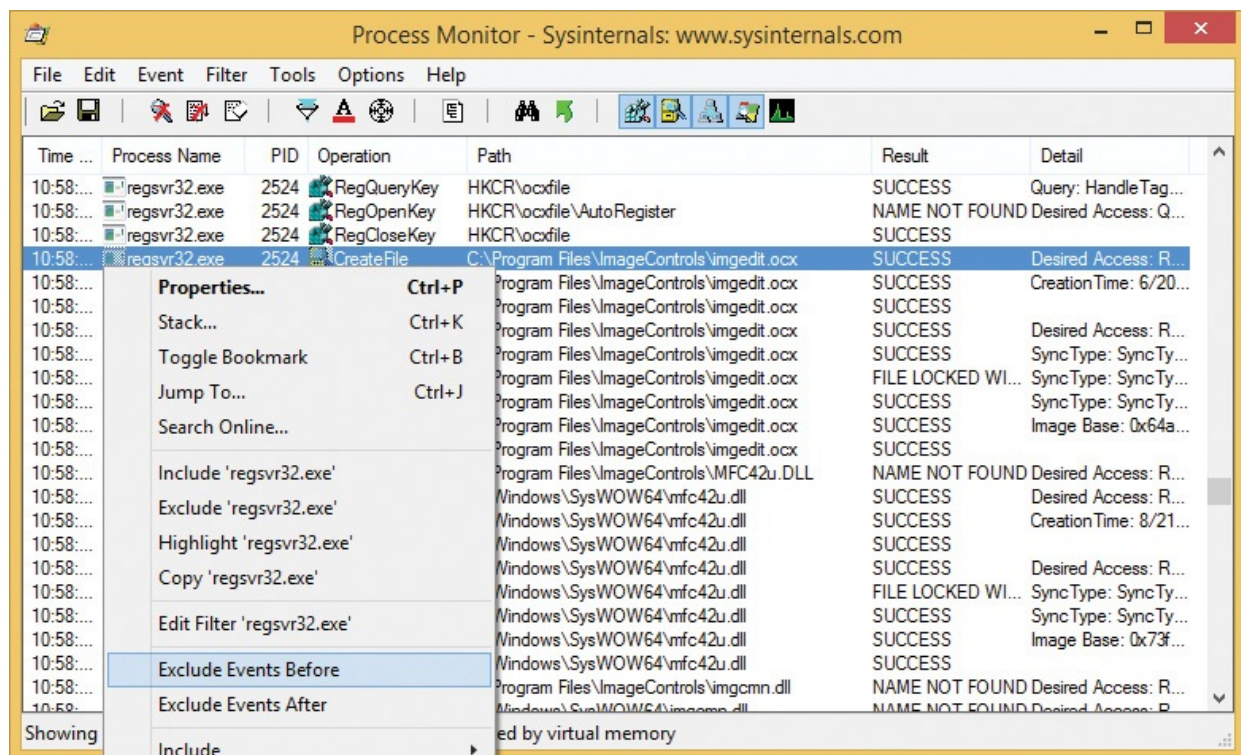 Process Monitor - Sysinternals: www.sysinternals.com
File Edit Event Filter Tools Options Help
Time ... Process Name PID Operation Path Result Detail
10:58:... regsvr32.exe 2524 RegQueryKey HKCR\ocxfile SUCCESS Query: HandleTag...
10:58:... regsvr32.exe 2524 RegOpenKey HKCR\ocxfile\AutoRegister NAME NOT FOUND Desired Access: Q...
10:58:... regsvr32.exe 2524 RegCloseKey HKCR\ocxfile SUCCESS
10:58:... regsvr32.exe 2524 CreateFile C:\Program Files\ImageControls\imgedit.ocx SUCCESS Desired Access: R...
10:58:... Program Files\ImageControls\imgedit.ocx SUCCESS CreationTime: 6/20...
10:58:... Program Files\ImageControls\imgedit.ocx SUCCESS
10:58:... Program Files\ImageControls\imgedit.ocx SUCCESS Desired Access: R...
10:58:... Program Files\ImageControls\imgedit.ocx SUCCESS SyncType: SyncTy...
10:58:... Program Files\ImageControls\imgedit.ocx FILE LOCKED WI... SyncType: SyncTy...
10:58:... Program Files\ImageControls\imgedit.ocx SUCCESS SyncType: SyncTy...
10:58:... Program Files\ImageControls\imgedit.ocx SUCCESS Image Base: 0x64a...
10:58:... Program Files\ImageControls\imgedit.ocx SUCCESS
10:58:... Program Files\ImageControls\MFC42u.DLL NAME NOT FOUND Desired Access: R...
10:58:... Windows\SysWOW64\mfc42u.dll SUCCESS Desired Access: R...
10:58:... Windows\SysWOW64\mfc42u.dll SUCCESS CreationTime: 8/21...
10:58:... Windows\SysWOW64\mfc42u.dll SUCCESS
10:58:... Windows\SysWOW64\mfc42u.dll SUCCESS Desired Access: R...
10:58:... Windows\SysWOW64\mfc42u.dll FILE LOCKED WI... SyncType: SyncTy...
10:58:... Windows\SysWOW64\mfc42u.dll SUCCESS SyncType: SyncTy...
10:58:... Windows\SysWOW64\mfc42u.dll SUCCESS Image Base: 0x73f...
10:58:... Windows\SysWOW64\mfc42u.dll SUCCESS
10:58:... Program Files\ImageControls\imgcmn.dll NAME NOT FOUND Desired Access: R...
10:58:... Windows\SysWOW64\imgcmn.dll NAME NOT FOUND Desired Access: R...
Properties... Ctrl+P
Stack... Ctrl+K
Toggle Bookmark Ctrl+B
Jump To... Ctrl+J
Search Online...
Include 'regsvr32.exe'
Exclude 'regsvr32.exe'
Highlight 'regsvr32.exe'
Copy 'regsvr32.exe'
Edit Filter 'regsvr32.exe'
Exclude Events Before
Exclude Events After
Include
Showing ed by virtual memory